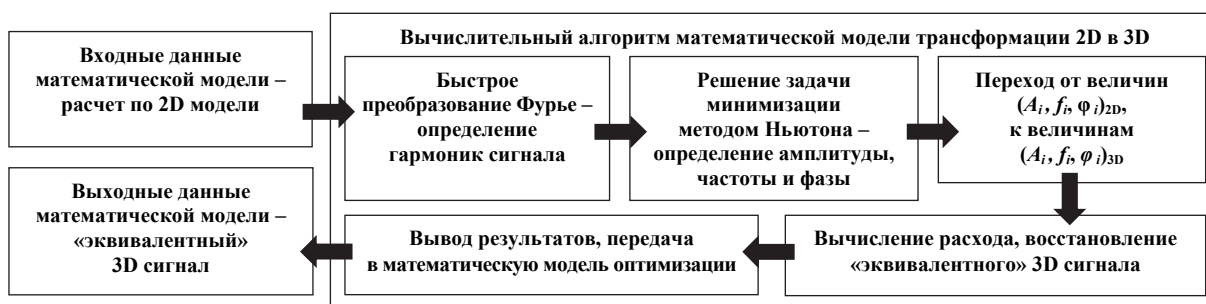 Входные данные
математической модели –
расчет по 2D модели
Вычислительный алгоритм математической модели трансформации 2D в 3D
Быстрое
преобразование Фурье –
определение
гармоник сигнала
Решение задачи
минимизации
методом Ньютона –
определение амплитуды,
частоты и фазы
Переход от величин
(Ai , fi, φ i)2D,
к величинам
(Ai , fi, φ i)3D
Вычисление расхода, восстановление
«эквивалентного» 3D сигнала
Вывод результатов, передача
в математическую модель оптимизации
Выходные данные
математической модели –
«эквивалентный»
3D сигнал